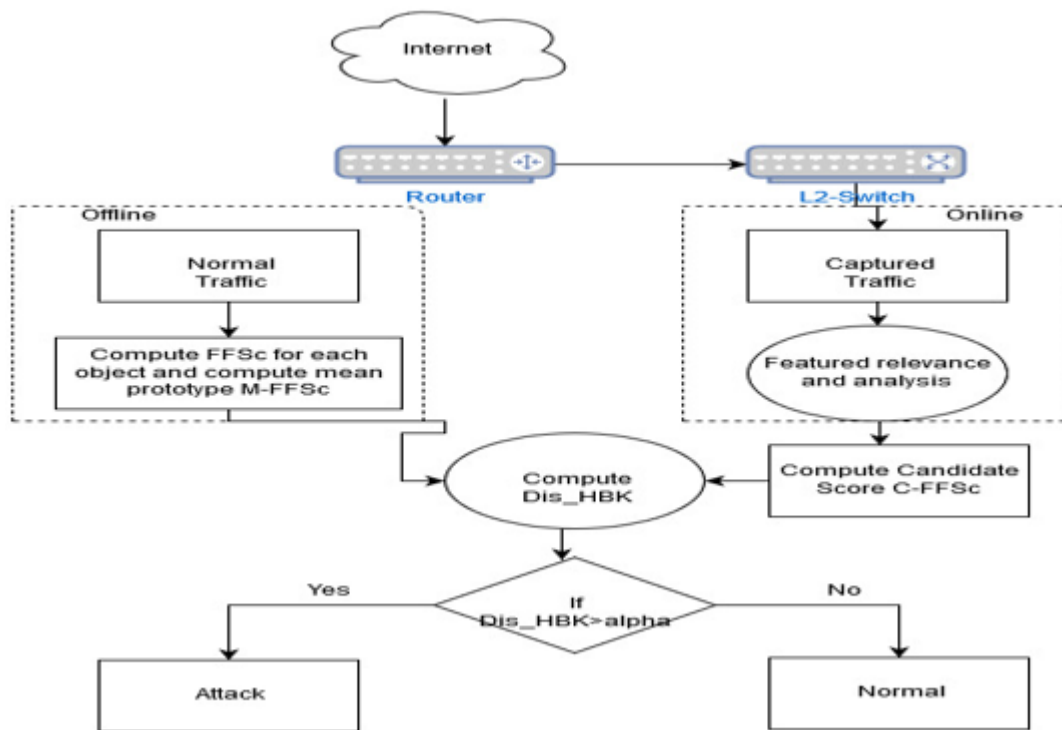 Internet
Router
L2-Switch
Offline
Online
Normal
Traffic
Captured
Traffic
Compute FFSc for each
object and compute mean
prototype M-FFSc
Featured relevance
and analysis
Compute
Dis_HBK
Compute Candidate
Score C-FFSc
If
Dis_HBK>alpha
Yes
No
Attack
Normal